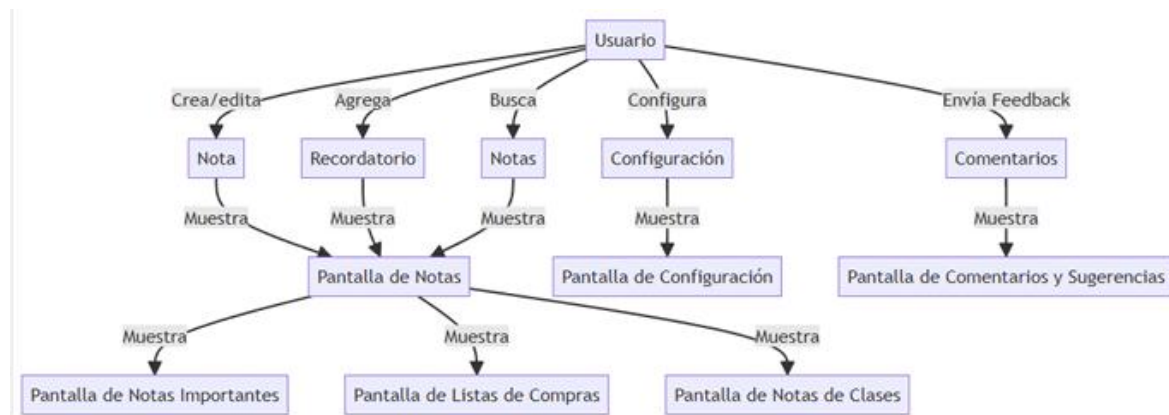 Usuario
Crea/edita
Agrega
Busca
Configura
Envía Feedback
Nota
Recordatorio
Notas
Configuración
Comentarios
Muestra
Muestra
Muestra
Muestra
Muestra
Pantalla de Notas
Pantalla de Configuración
Pantalla de Comentarios y Sugerencias
Muestra
Muestra
Muestra
Pantalla de Notas Importantes
Pantalla de Listas de Compras
Pantalla de Notas de Clases